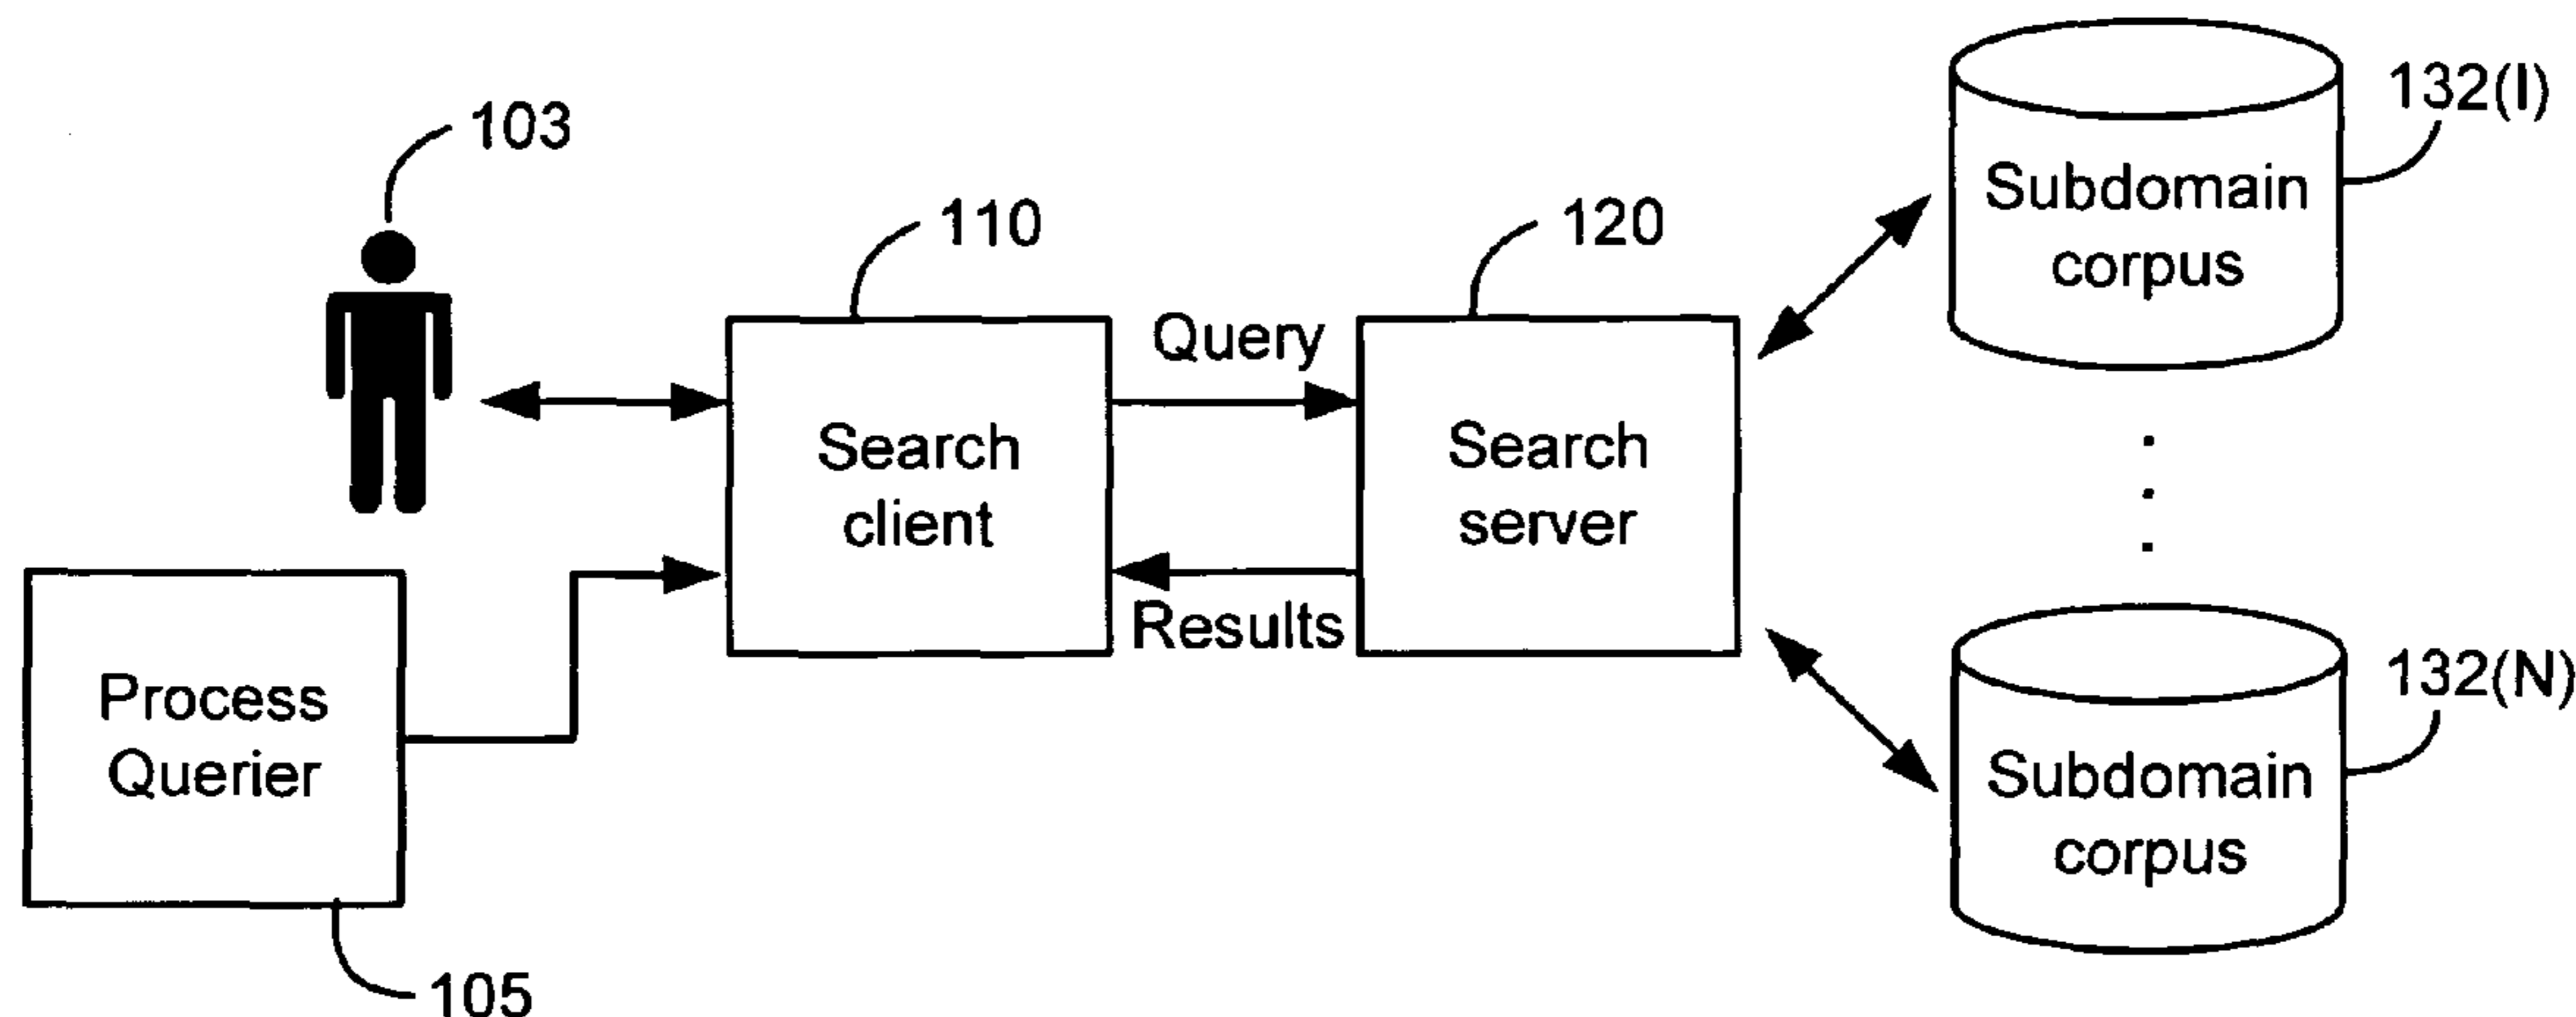 103
110
120
132(I)
Subdomain
corpus
Query
Search
client
Search
server
Results
Process
Querier
132(N)
Subdomain
corpus
105